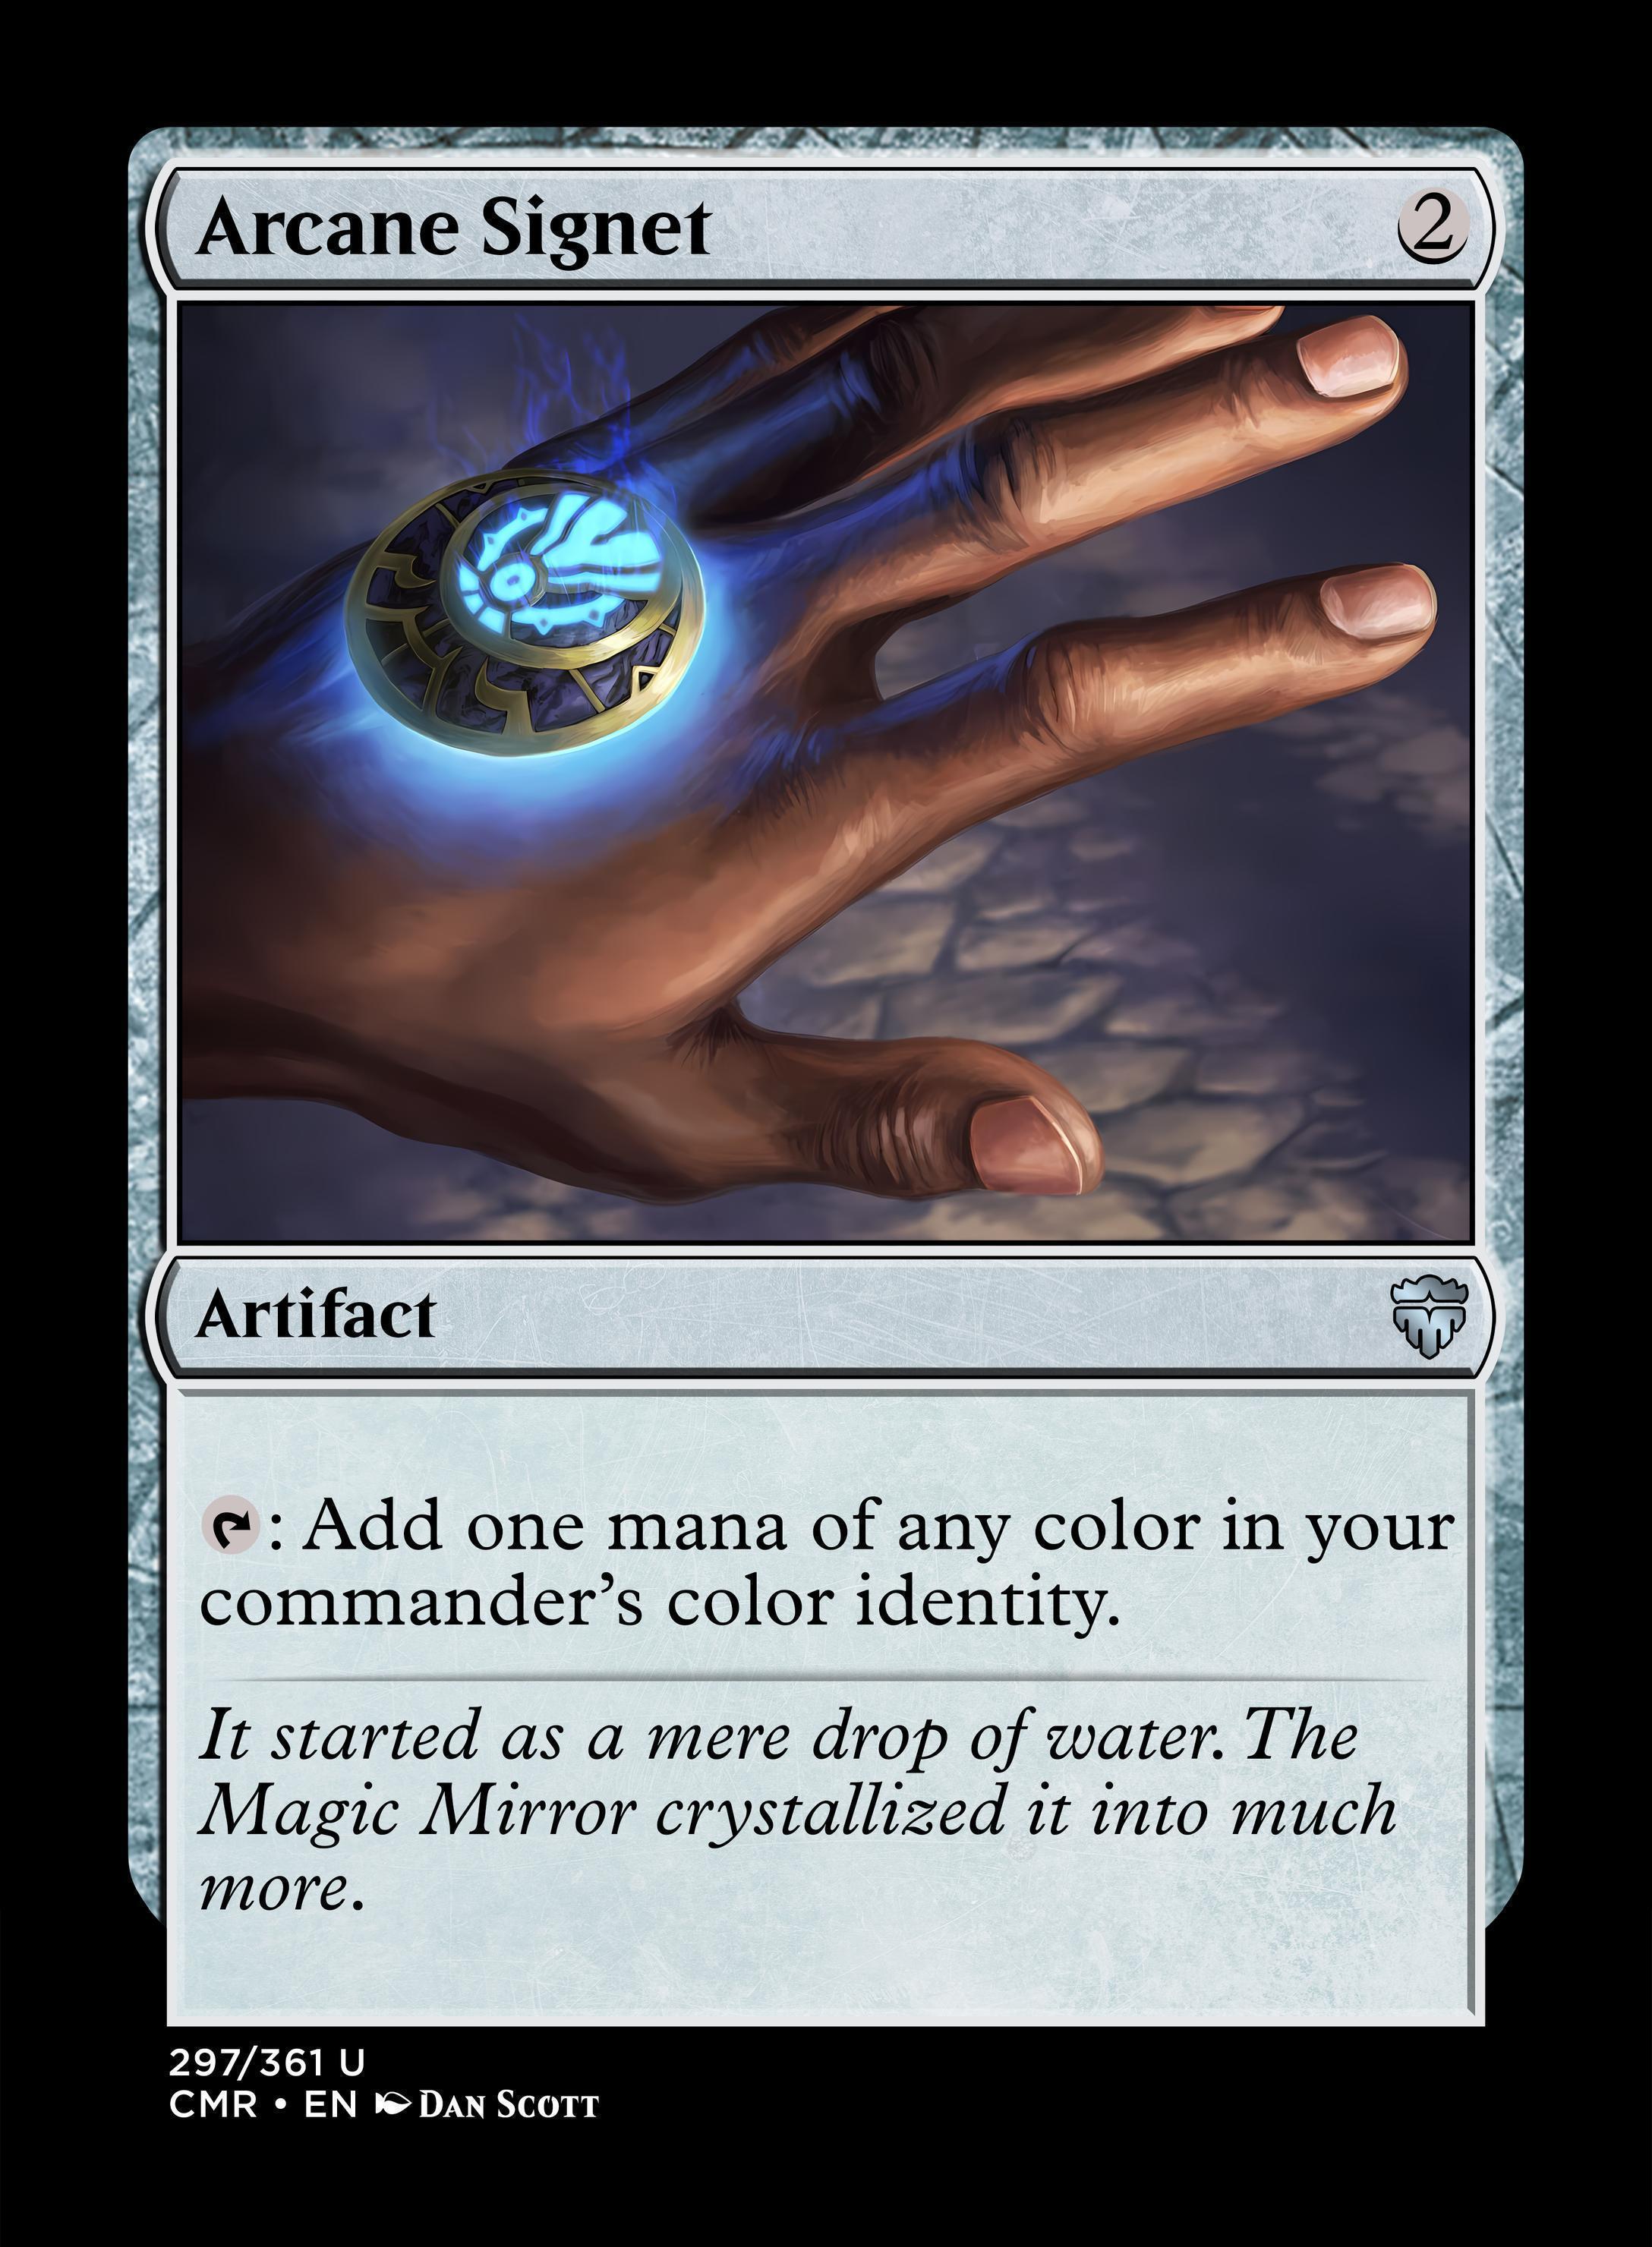 Arcane Signet 2
Artifact
: Add one mana of any color in your
commander’s color identity.
It started as a mere drop of water. The
Magic Mirror crystallized it into much
more.
297/361 U
CMR • EN Dan Scott